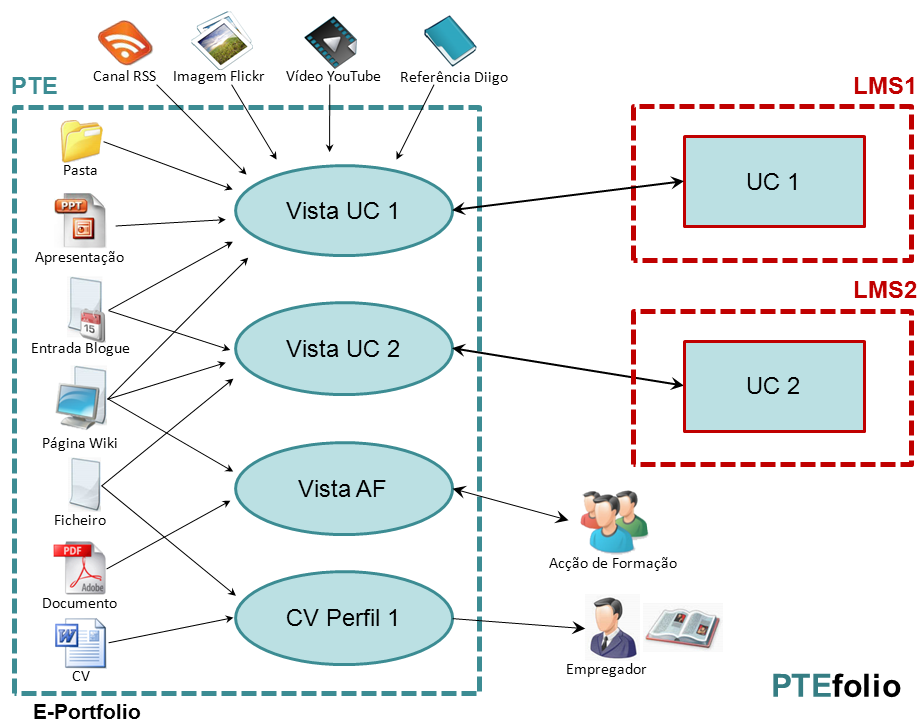 Canal RSS
Imagem Flickr
Vídeo YouTube
Referência Diigo
PTE
LMS1
Pasta
Vista UC 1
UC 1
PPT
Apresentação
LMS2
15
Entrada Blogue
Vista UC 2
UC 2
Página Wiki
Vista AF
Ficheiro
Acção de Formação
PDF
Adobe
Documento
CV Perfil 1
W
CV
Empregador
PTEfolio
E-Portfolio